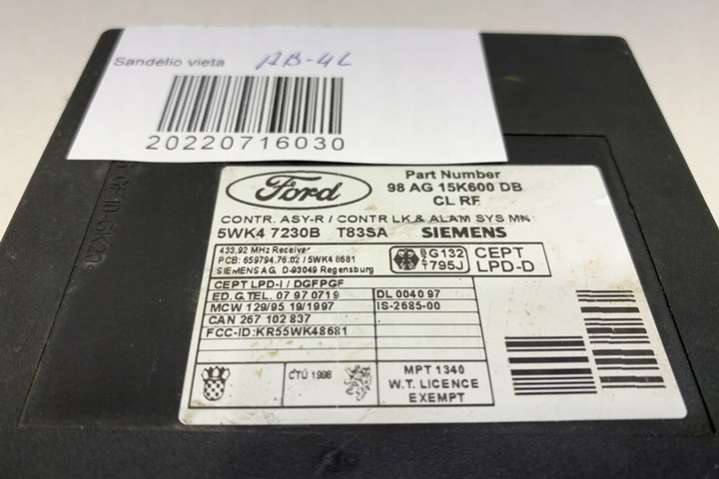 Sandėlio vieta AB-4L
20220716030
Ford
Part Number
98 AG 15K600 DB
CL RF
CONTR. ASY-R / CONTR LK & ALAM SYS MN
5WK4 7230B T83SA SIEMENS
433,92 MHz Receiver
PCB: 659794.76.02 / 5WK4 8681
SIEMENS AG, D-93049 Regensburg
G132
T795J
CEPT
LPD-D
CEPT LPD-I / DGFPGF
ED.G.TEL. 07 97 0719
DL 004097
MCW 129/95 19/1997
IS-2685-00
CAN 267 102 837
FCC-ID:KR55WK48681
ČTÚ 1998
MPT 1340
W.T. LICENCE
EXEMPT